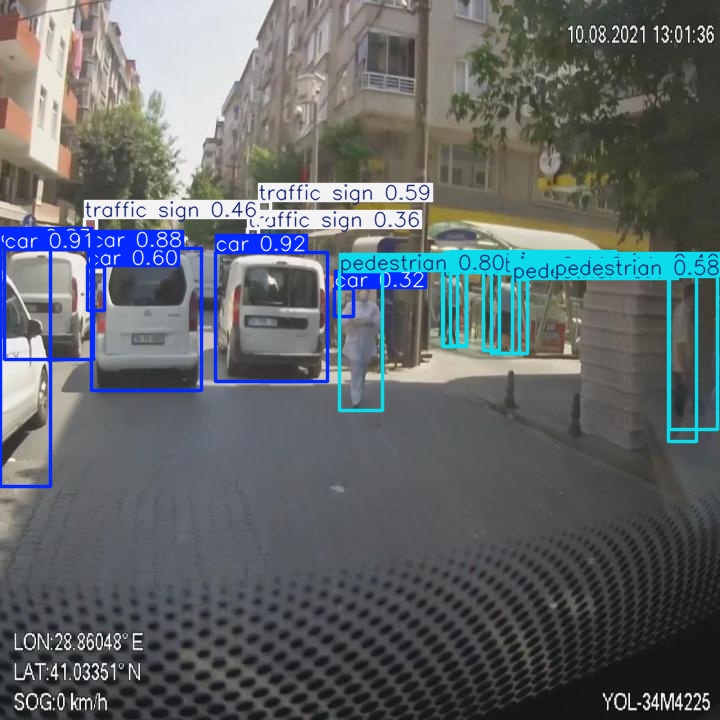 10.08.2021 13:01:36
traffic sign 0.59
traffic sign 0.46
traffic sign 0.36
car 0.91
car 0.88
car 0.92
car 0.60
pedestrian 0.80
pedestrian 0.58
car 0.32
LON:28.86048° E
LAT:41.03351° N
SOG:0 km/h
YOL-34M4225